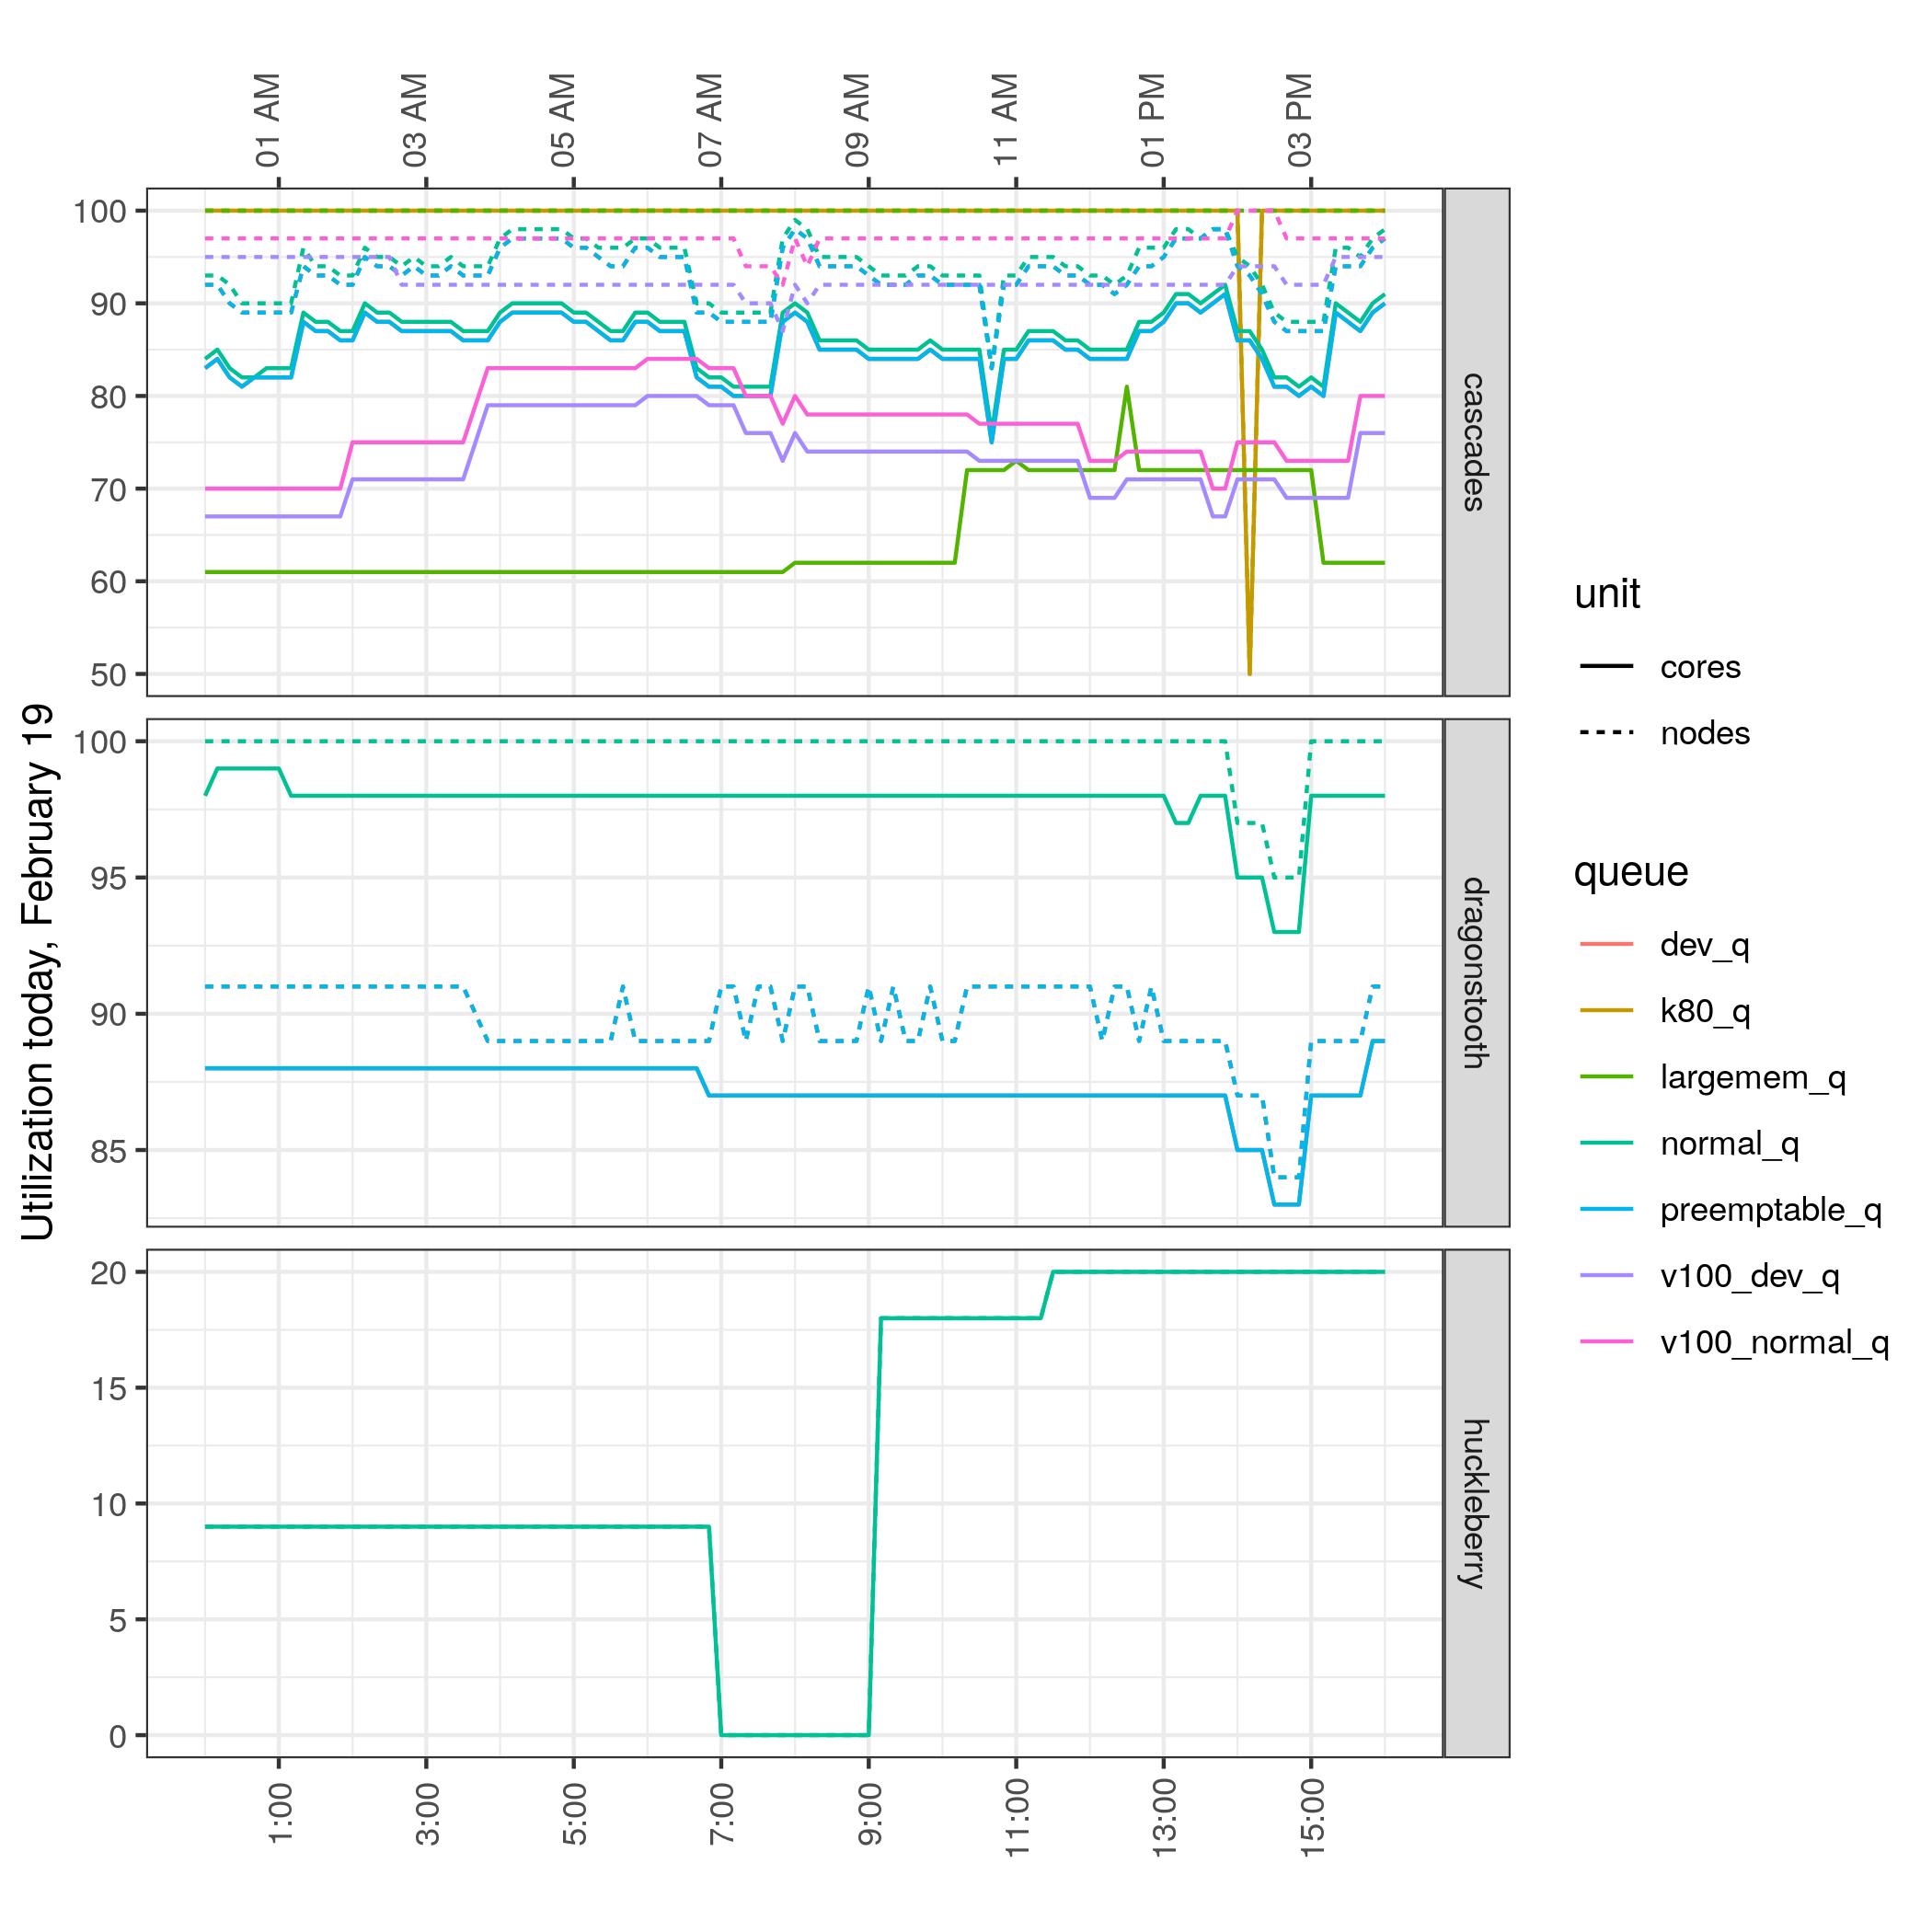 01 AM
03 AM
05 AM
07 AM
09 AM
11 AM
01 PM
03 PM
Utilization today, February 19
100
90
80
70
60
50
cascades
100
95
90
85
dragonstooth
20
15
10
5
0
huckleberry
1:00
3:00
5:00
7:00
9:00
11:00
13:00
15:00
unit
cores
nodes
queue
dev_q
k80_q
largemem_q
normal_q
preemptable_q
v100_dev_q
v100_normal_q